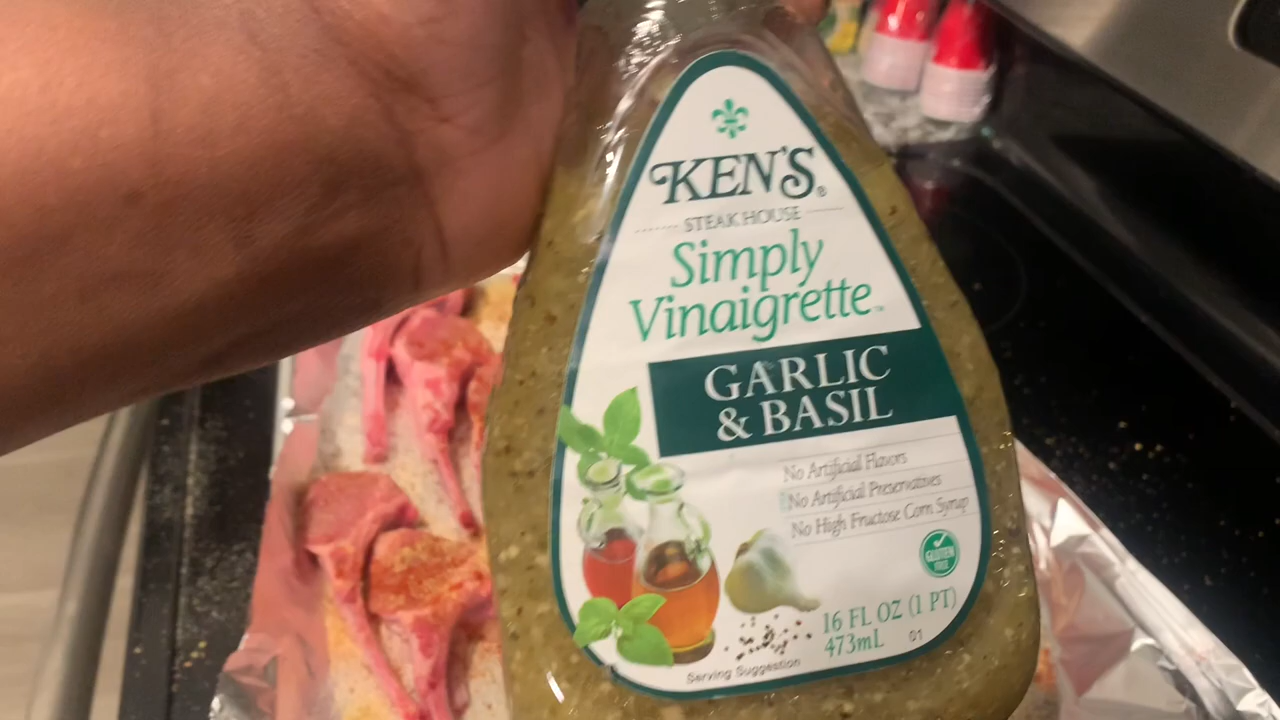 KEN'S®
STEAK HOUSE
Simply
Vinaigrette™
GARLIC
& BASIL
No Artificial Flavors
No Artificial Preservatives
No High Fructose Corn Syrup
GLUTEN
FREE
16 FL OZ (1 PT)
473mL 01
Serving Suggestion